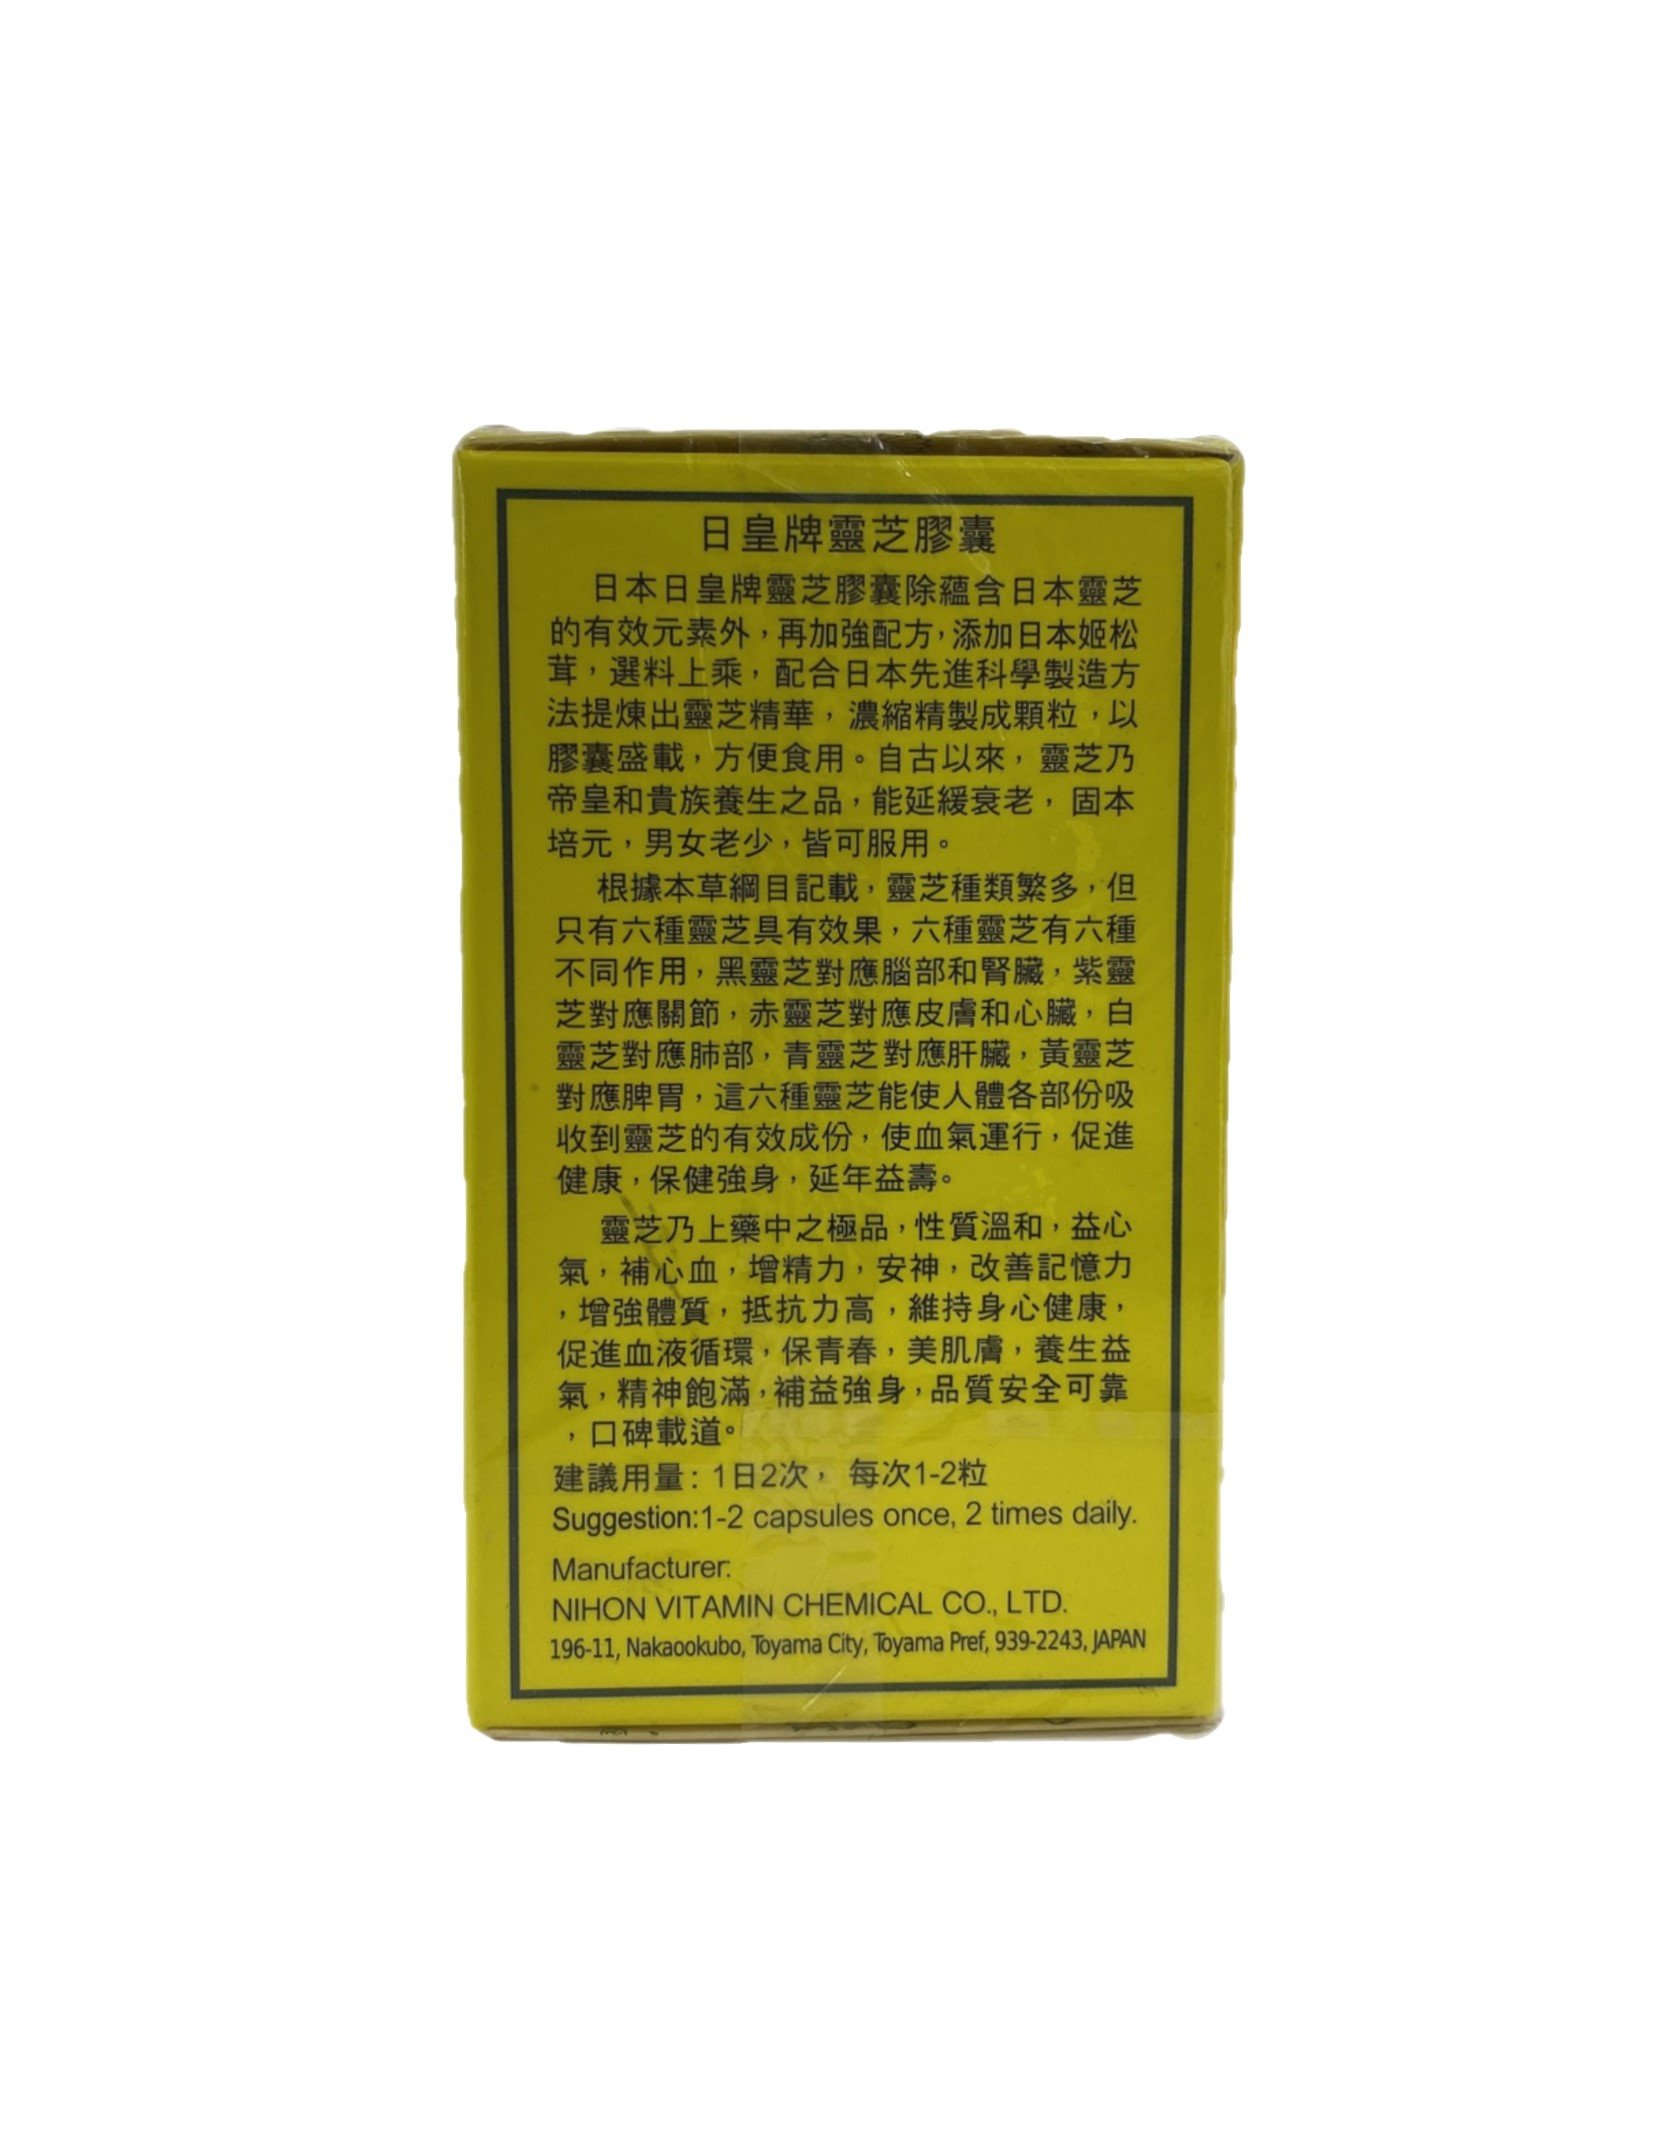 日皇牌靈芝膠囊
日本日皇牌靈芝膠囊除蘊含日本靈芝
的有效元素外，再加強配方，添加日本姬松
茸，選料上乘，配合日本先進科學製造方
法提煉出靈芝精華，濃縮精製成顆粒，以
膠囊盛載，方便食用。自古以來，靈芝乃
帝皇和貴族養生之品，能延緩衰老，固本
培元，男女老少，皆可服用。
根據本草綱目記載，靈芝種類繁多，但
只有六種靈芝具有效果，六種靈芝有六種
不同作用，黑靈芝對應腦部和腎臟，紫靈
芝對應關節，赤靈芝對應皮膚和心臟，白
靈芝對應肺部，青靈芝對應肝臟，黃靈芝
對應脾胃，這六種靈芝能使人體各部份吸
收到靈芝的有效成份，使血氣運行，促進
健康，保健強身，延年益壽。
靈芝乃上藥中之極品，性質溫和，益心
氣，補心血，增精力，安神，改善記憶力
，增強體質，抵抗力高，維持身心健康，
促進血液循環，保青春，美肌膚，養生益
氣，精神飽滿，補益強身，品質安全可靠
，口碑載道。
建議用量：1日2次，每次1-2粒
Suggestion:1-2 capsules once, 2 times daily.
Manufacturer:
NIHON VITAMIN CHEMICAL CO., LTD.
196-11, Nakaookubo, Toyama City, Toyama Pref, 939-2243, JAPAN